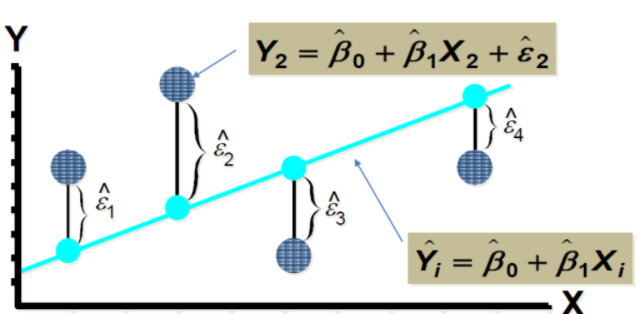 Y
Y₂ = β̂₀ + β̂₁X₂ + ε̂₂
ε̂₂
ε̂₄
ε̂₁
ε̂₃
Ŷᵢ = β̂₀ + β̂₁Xᵢ
X